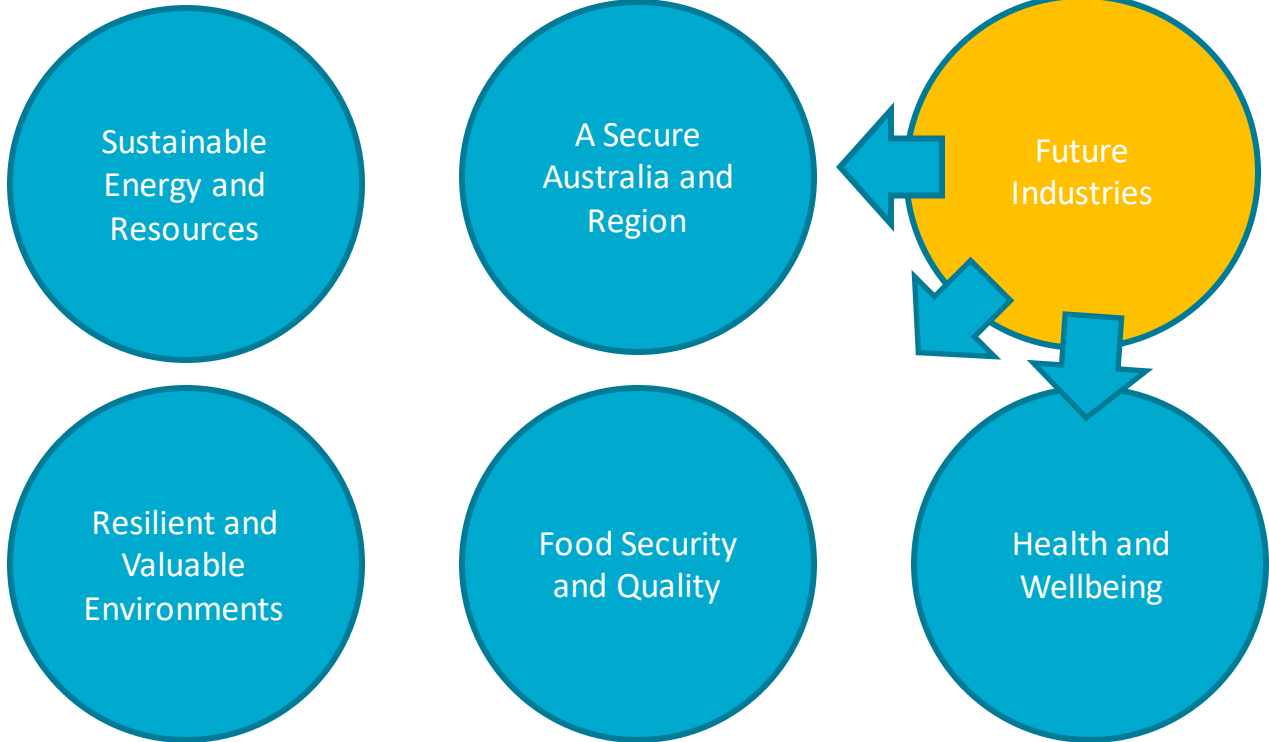 Sustainable
Energy and
Resources
A Secure
Australia and
Region
Future
Industries
Resilient and
Valuable
Environments
Food Security
and Quality
Health and
Wellbeing